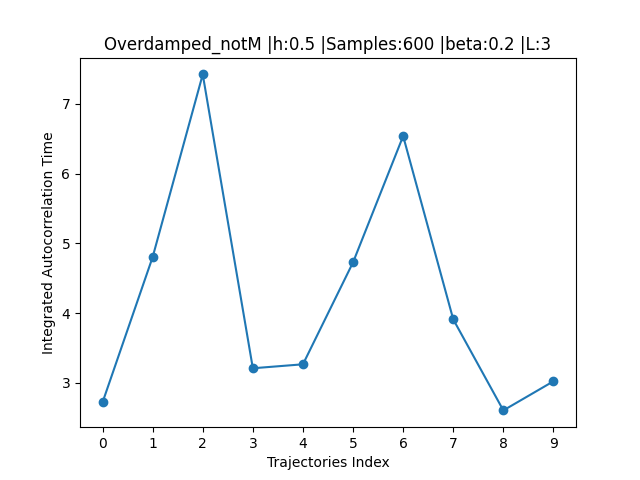 Overdamped_notM |h:0.5 |Samples:600 |beta:0.2 |L:3
Integrated Autocorrelation Time
7
6
5
4
3
0 1 2 3 4 5 6 7 8 9
Trajectories Index